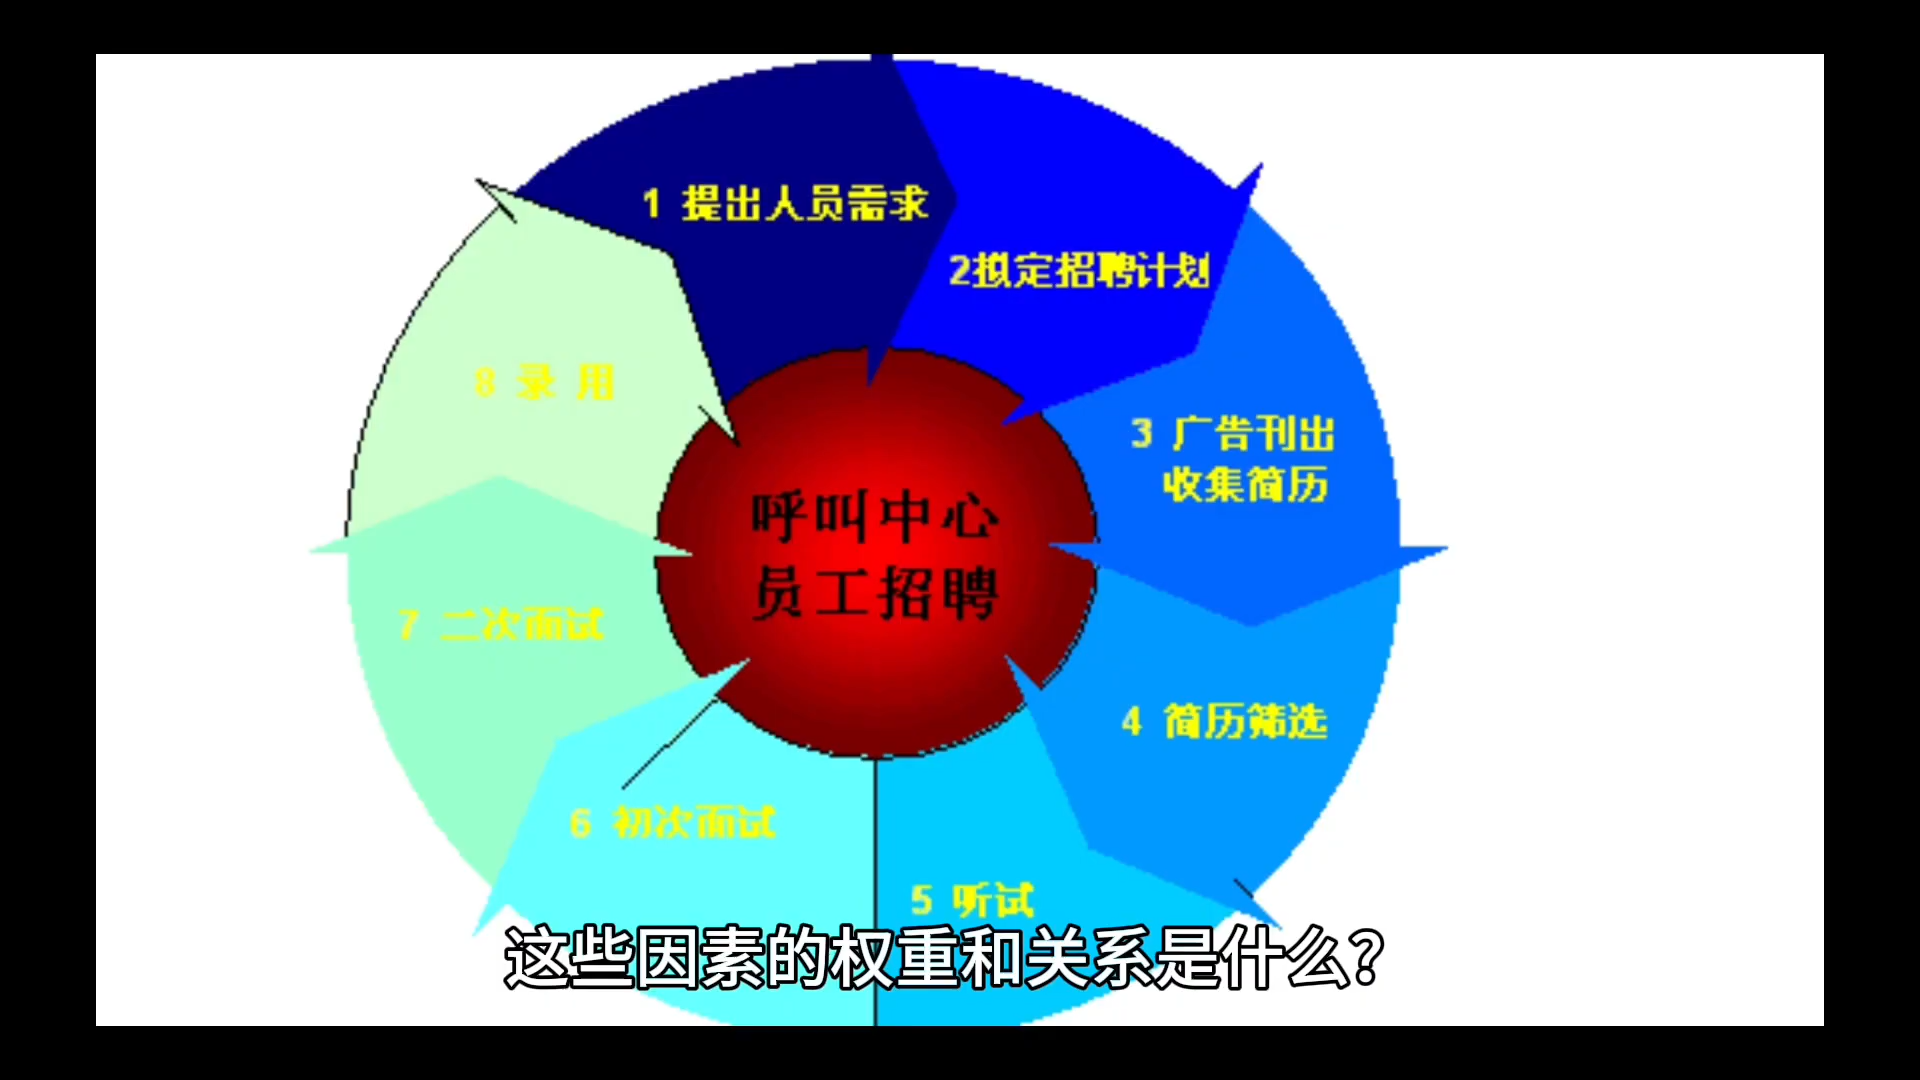 1 提出人员需求
2拟定招聘计划
3 广告刊出
收集简历
4 简历筛选
5 听试
6 初次面试
7 二次面试
8 录 用
呼叫中心
员工招聘
这些因素的权重和关系是什么？